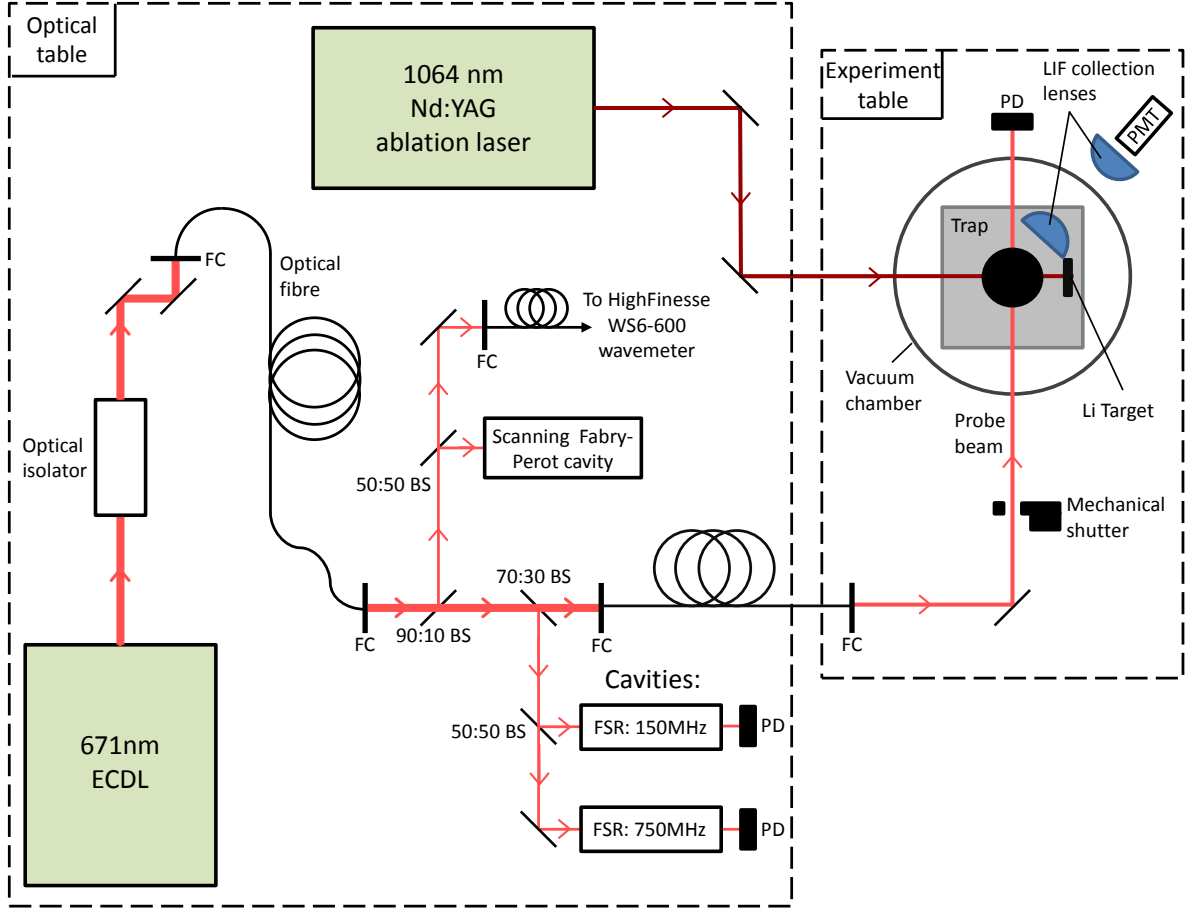 Optical
table
1064 nm
Nd:YAG
ablation laser
Experiment
table
LIF collection
lenses
PD
PMT
Trap
FC
Optical
fibre
To HighFinesse
WS6-600
wavemeter
FC
Vacuum
chamber
Li Target
Probe
beam
Optical
isolator
Scanning Fabry-
Perot cavity
50:50 BS
Mechanical
shutter
70:30 BS
90:10 BS
FC
FC
FC
Cavities:
50:50 BS
FSR: 150MHz
PD
671nm
ECDL
FSR: 750MHz
PD